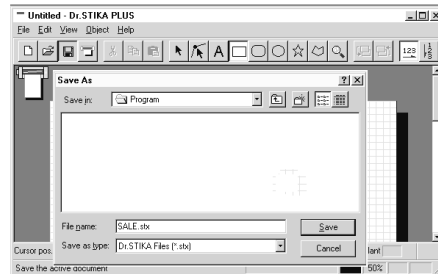 Untitled - Dr.STIKA PLUS
File Edit View Object Help
A 123
Save As
Save in: Program
File name: SALE.stx Save
Save as type: Dr.STIKA Files (*.stx) Cancel
Cursor pos. lant
Save the active document 50%